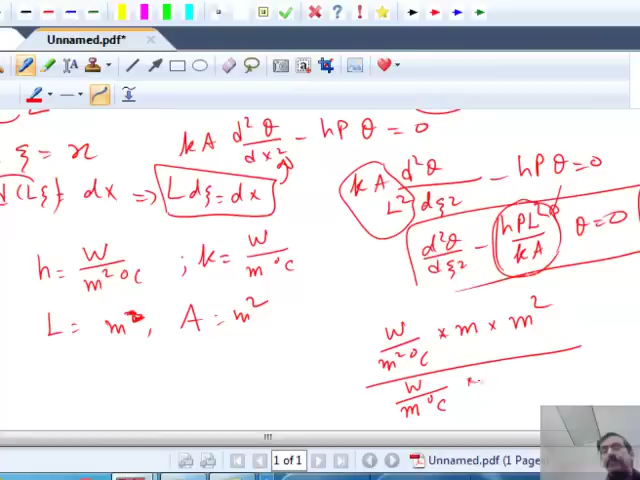 Unnamed.pdf*
kA d²θ/dx² - hPθ = 0
ξ = x
(Lξ) = dx ⇒ Ldξ = dx
kA/L² d²θ/dξ² - hPθ = 0
d²θ/dξ² - hPL²/kA θ = 0
h = W/m²°C ; k = W/m°C
L = m, A = m²
W/m²°C × m × m²
W/m°C ×
1 of 1
Unnamed.pdf (1 Page)